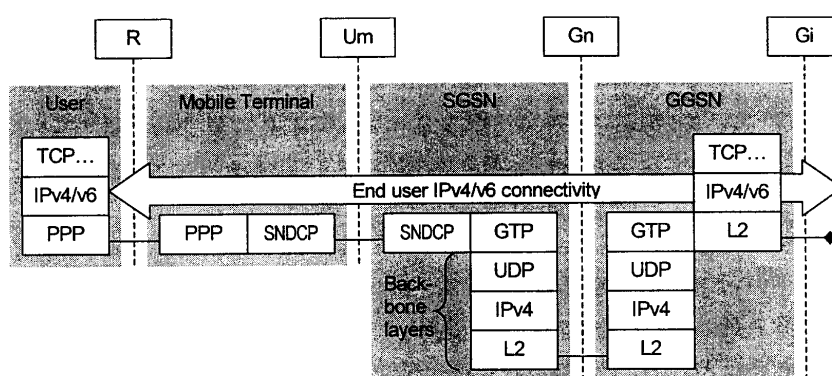 R
Um
Gn
Gi
User
Mobile Terminal
SGSN
GGSN
TCP...
TCP...
IPv4/v6
End user IPv4/v6 connectivity
IPv4/v6
PPP
PPP
SNDCP
SNDCP
GTP
GTP
L2
Back-
bone
layers
UDP
IPv4
L2
UDP
IPv4
L2